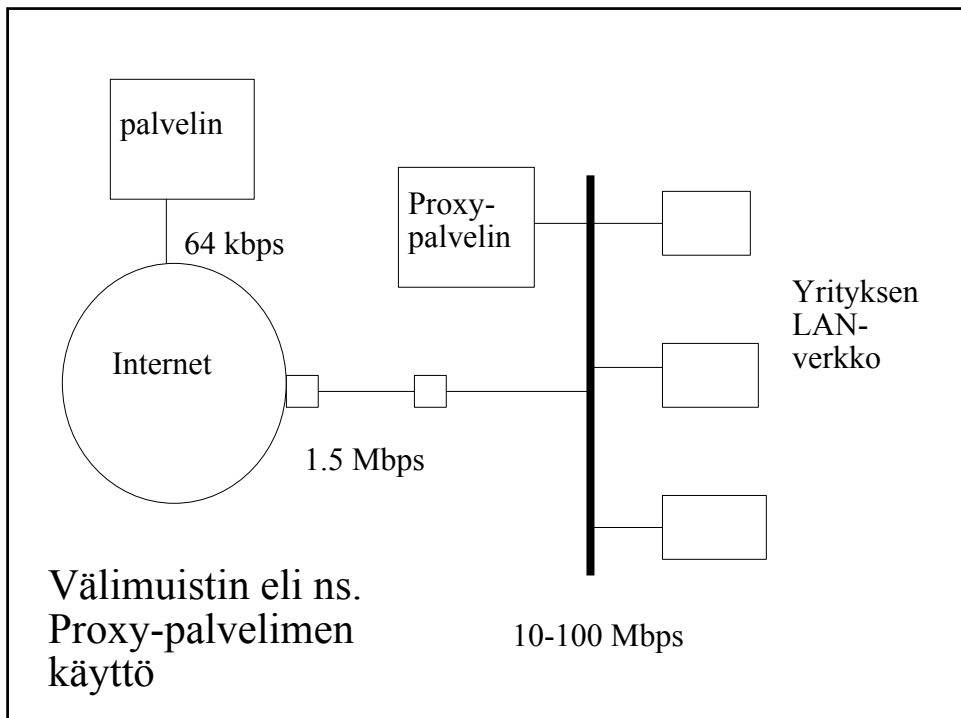 palvelin
64 kbps
Internet
Proxy-
palvelin
Yrityksen
LAN-
verkko
1.5 Mbps
10-100 Mbps
Välimuistin eli ns.
Proxy-palvelimen
käyttö